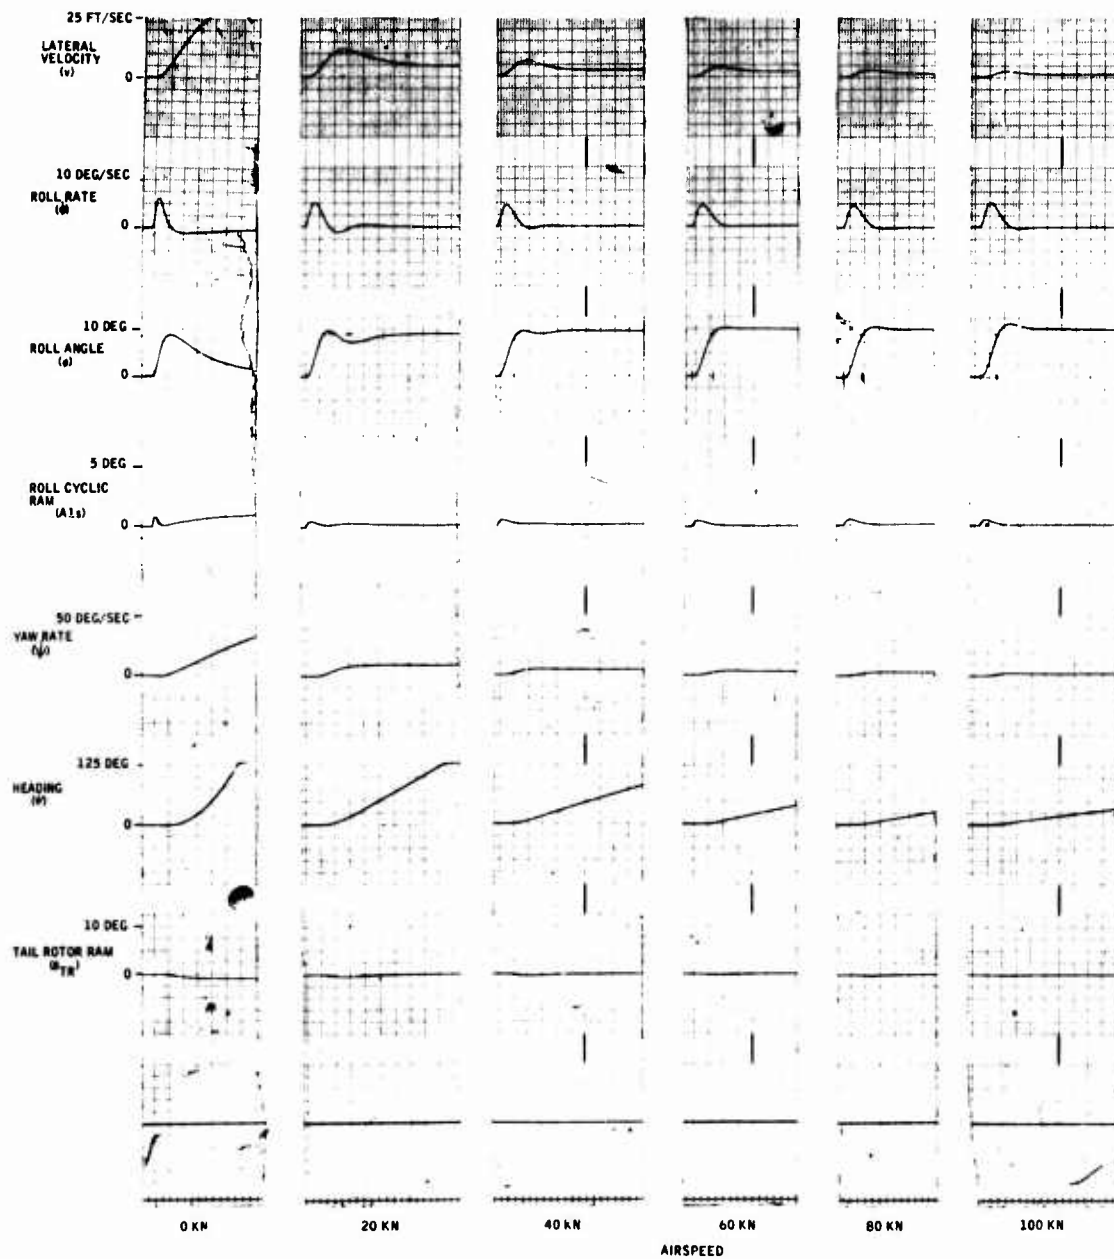 25 FT/SEC
LATERAL
VELOCITY
(v)
0
10 DEG/SEC
ROLL RATE
0
10 DEG
ROLL ANGLE
0
5 DEG
ROLL CYCLIC
RAM
(A1s)
0
50 DEG/SEC
YAW RATE
0
125 DEG
HEADING
0
10 DEG
TAIL ROTOR RAM
0
0 KN 20 KN 40 KN 60 KN 80 KN 100 KN
AIRSPEED